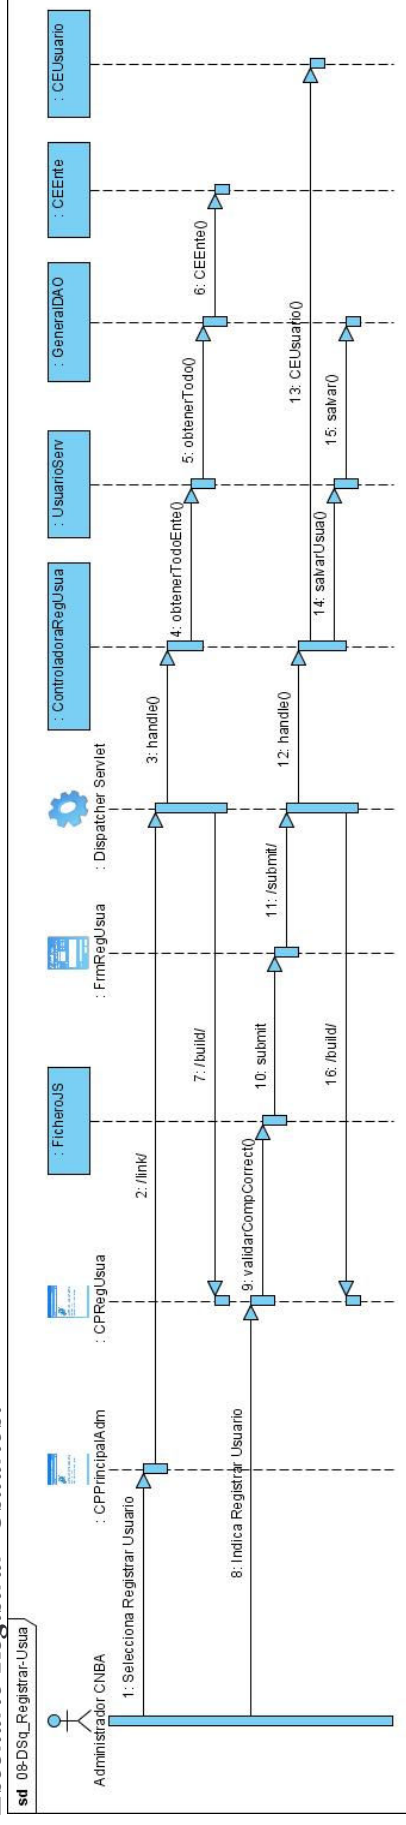 sd 08-DSq_Registrar-Usua
Administrador CNBA
: CPPrincipalAdm
: CPRegUsua
: FicheroJS
: FrmRegUsua
: Dispatcher Servlet
: ControladoraRegUsua
: UsuarioServ
: GeneralDAO
: CEEnte
: CEUsuario
1: Selecciona Registrar Usuario
2: /link/
3: handle()
4: obtenerTodoEnte()
5: obtenerTodo()
6: CEEnte()
7: /build/
8: Indica Registrar Usuario
9: validarCompCorrect()
10: submit
11: /submit/
12: handle()
13: CEUsuario()
14: salvarUsua()
15: salvar()
16: /build/